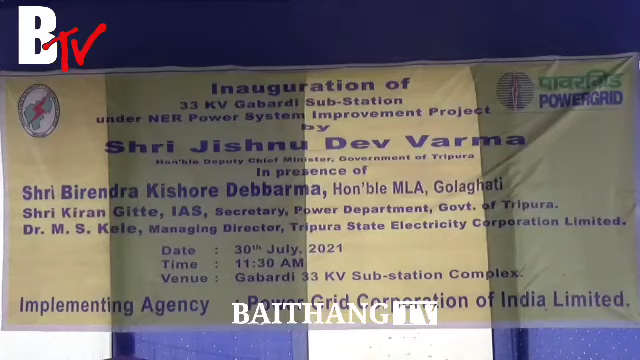 BTV
Inauguration of
33 KV Gabardi Sub-Station
under NER Power System Improvement Project
by
Shri Jishnu Dev Varma
Hon'ble Deputy Chief Minister, Government of Tripura
In presence of
Shri Birendra Kishore Debbarma, Hon'ble MLA, Golaghati
Shri Kiran Gitte, IAS, Secretary, Power Department, Govt. of Tripura.
Dr. M. S. Kele, Managing Director, Tripura State Electricity Corporation Limited.
Date : 30th July, 2021
Time : 11:30 AM
Venue : Gabardi 33 KV Sub-station Complex.
Implementing Agency : Power Grid Corporation of India Limited.
पावरग्रिड
POWERGRID
BAITHANG TV